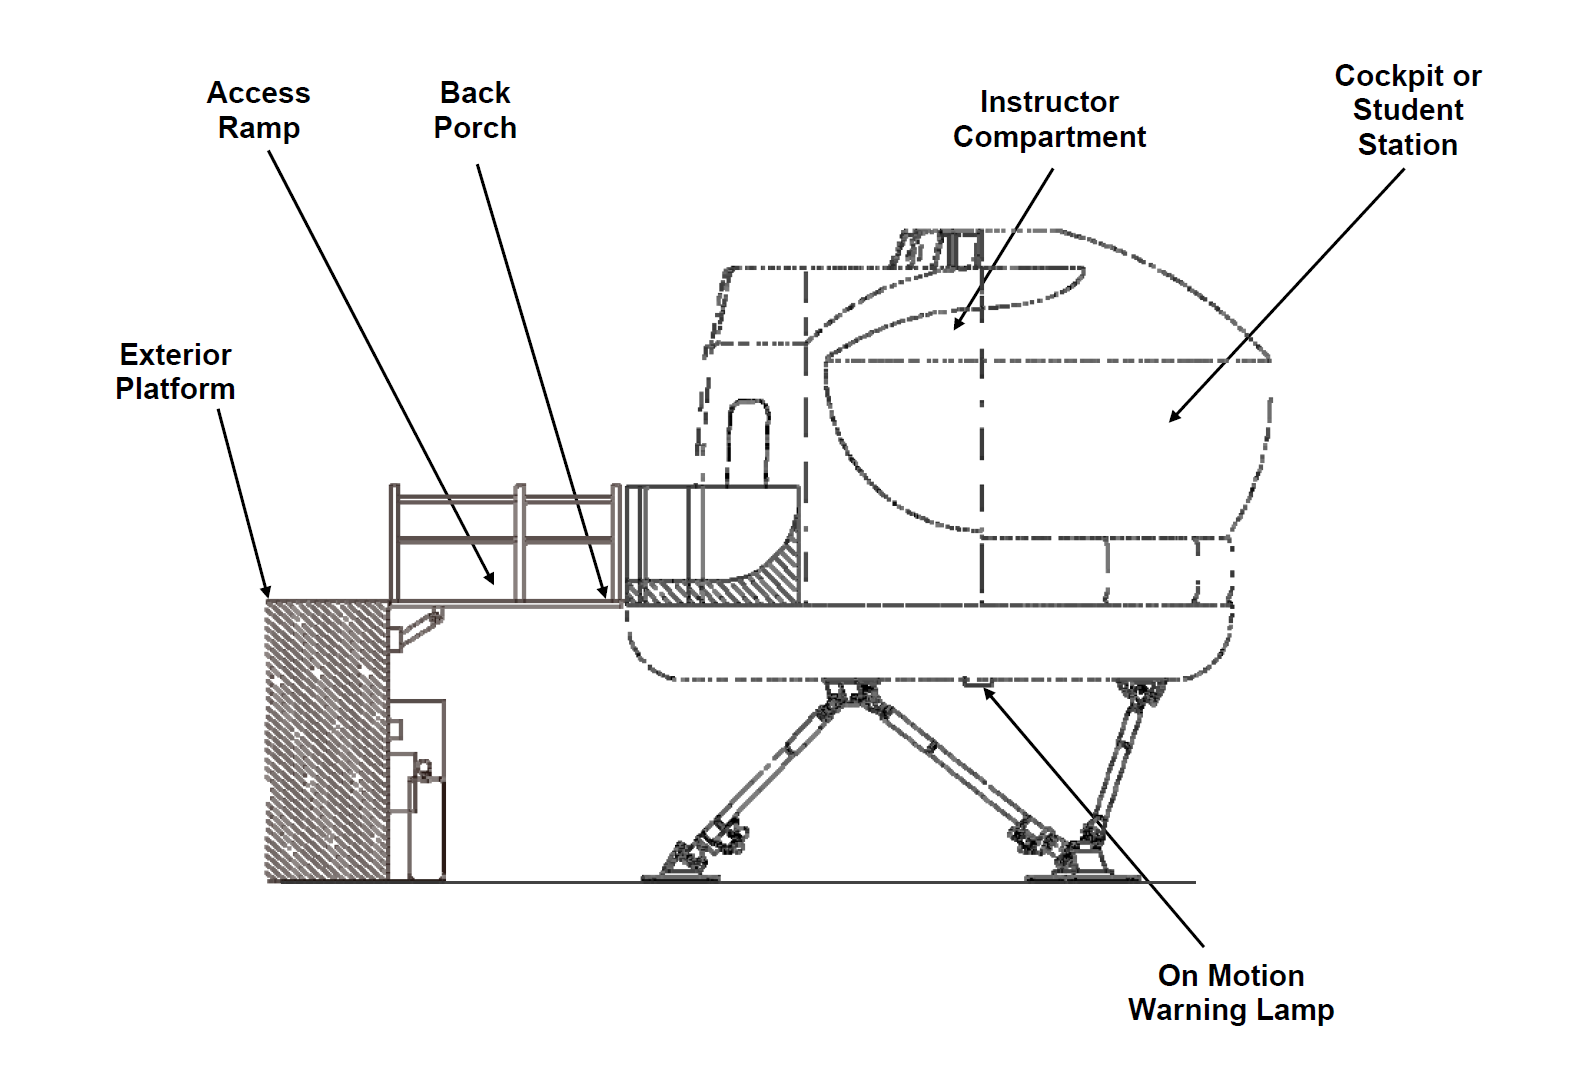 Access
Ramp
Back
Porch
Instructor
Compartment
Cockpit or
Student
Station
Exterior
Platform
On Motion
Warning Lamp